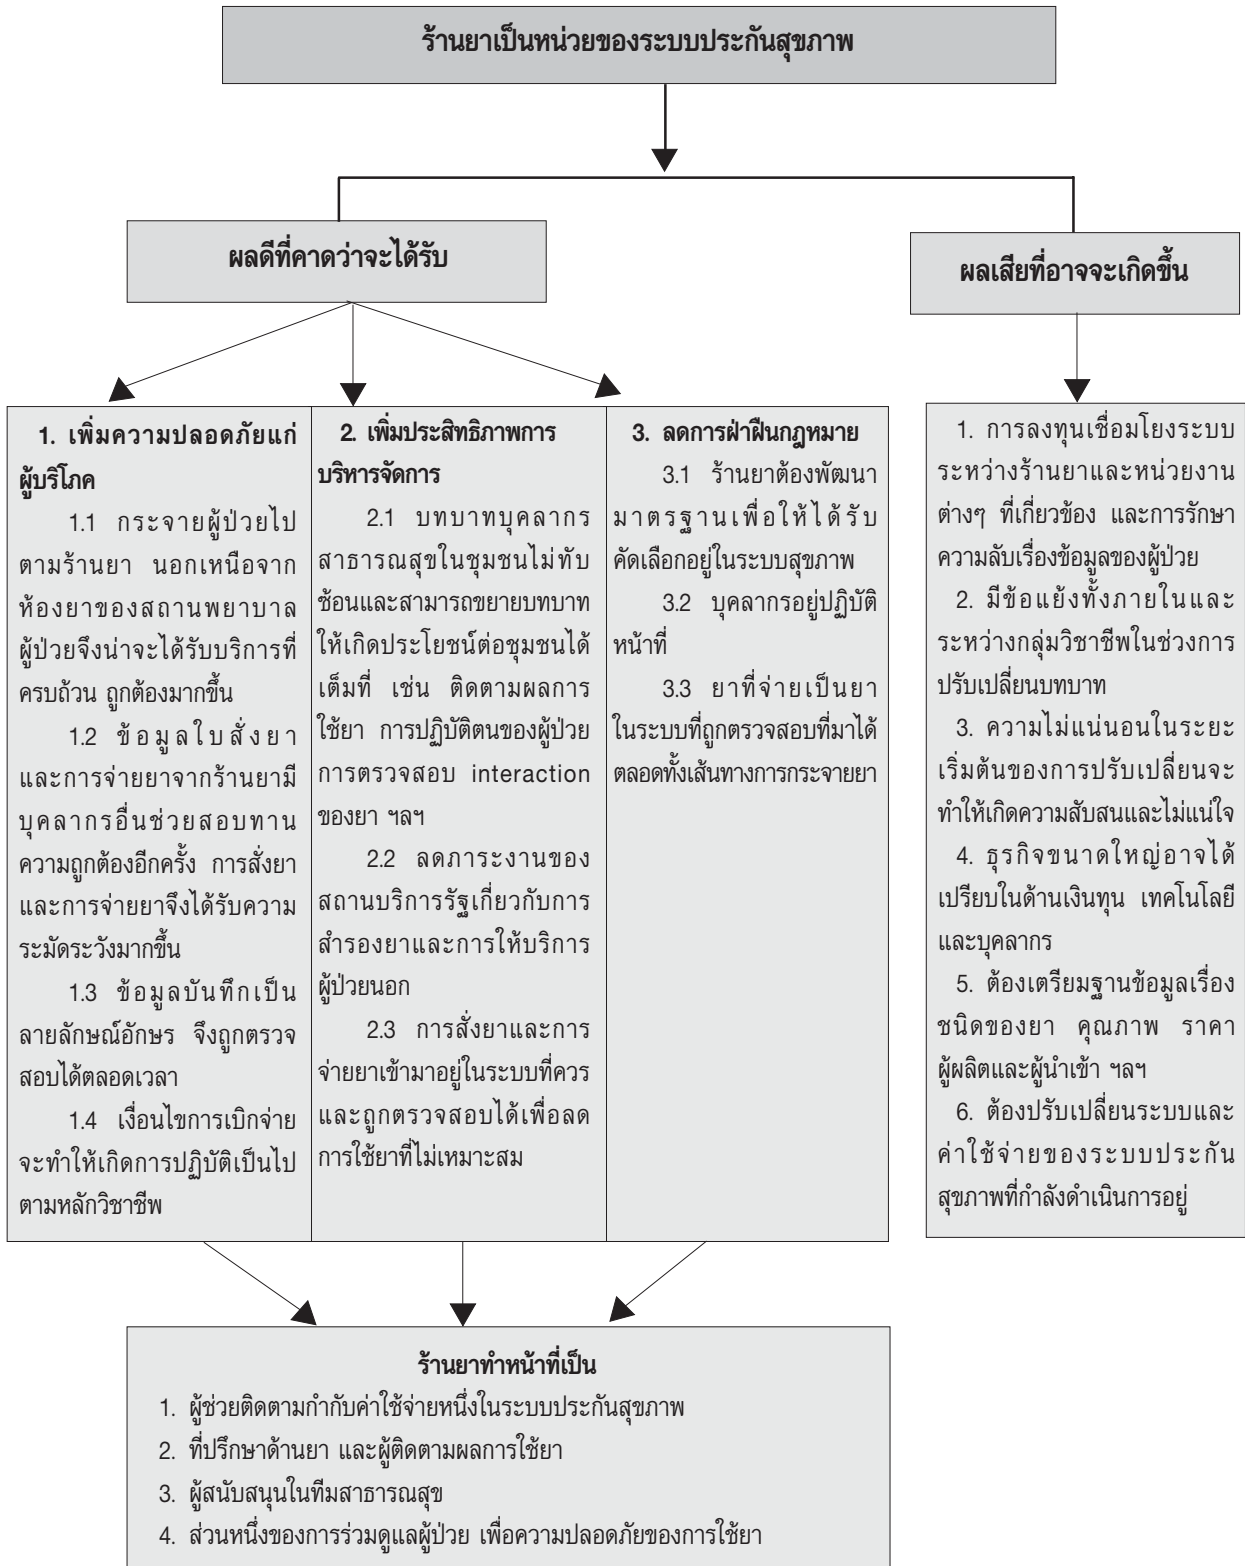 ร้านยาเป็นหน่วยของระบบประกันสุขภาพ
ผลดีที่คาดว่าจะได้รับ
ผลเสียที่อาจจะเกิดขึ้น
1. เพิ่มความปลอดภัยแก่
ผู้บริโภค
1.1 กระจายผู้ป่วยไป
ตามร้านยา นอกเหนือจาก
ห้องยาของสถานพยาบาล
ผู้ป่วยจึงน่าจะได้รับบริการที่
ครบถ้วน ถูกต้องมากขึ้น
1.2 ข้อมูลใบสั่งยา
และการจ่ายยาจากร้านยามี
บุคลากรอื่นช่วยสอบทาน
ความถูกต้องอีกครั้ง การสั่งยา
และการจ่ายยาจึงได้รับความ
ระมัดระวังมากขึ้น
1.3 ข้อมูลบันทึกเป็น
ลายลักษณ์อักษร จึงถูกตรวจ
สอบได้ตลอดเวลา
1.4 เงื่อนไขการเบิกจ่าย
จะทำให้เกิดการปฏิบัติเป็นไป
ตามหลักวิชาชีพ
2. เพิ่มประสิทธิภาพการ
บริหารจัดการ
2.1 บทบาทบุคลากร
สาธารณสุขในชุมชนไม่ทับ
ซ้อนและสามารถขยายบทบาท
ให้เกิดประโยชน์ต่อชุมชนได้
เต็มที่ เช่น ติดตามผลการ
ใช้ยา การปฏิบัติตนของผู้ป่วย
การตรวจสอบ interaction
ของยา ฯลฯ
2.2 ลดภาระงานของ
สถานบริการรัฐเกี่ยวกับการ
สำรองยาและการให้บริการ
ผู้ป่วยนอก
2.3 การสั่งยาและการ
จ่ายยาเข้ามาอยู่ในระบบที่ควร
และถูกตรวจสอบได้เพื่อลด
การใช้ยาที่ไม่เหมาะสม
3. ลดการฝ่าฝืนกฎหมาย
3.1 ร้านยาต้องพัฒนา
มาตรฐานเพื่อให้ได้รับ
คัดเลือกอยู่ในระบบสุขภาพ
3.2 บุคลากรอยู่ปฏิบัติ
หน้าที่
3.3 ยาที่จ่ายเป็นยา
ในระบบที่ถูกตรวจสอบที่มาได้
ตลอดทั้งเส้นทางการกระจายยา
1. การลงทุนเชื่อมโยงระบบ
ระหว่างร้านยาและหน่วยงาน
ต่างๆ ที่เกี่ยวข้อง และการรักษา
ความลับเรื่องข้อมูลของผู้ป่วย
2. มีข้อแย้งทั้งภายในและ
ระหว่างกลุ่มวิชาชีพในช่วงการ
ปรับเปลี่ยนบทบาท
3. ความไม่แน่นอนในระยะ
เริ่มต้นของการปรับเปลี่ยนจะ
ทำให้เกิดความสับสนและไม่แน่ใจ
4. ธุรกิจขนาดใหญ่อาจได้
เปรียบในด้านเงินทุน เทคโนโลยี
และบุคลากร
5. ต้องเตรียมฐานข้อมูลเรื่อง
ชนิดของยา คุณภาพ ราคา
ผู้ผลิตและผู้นำเข้า ฯลฯ
6. ต้องปรับเปลี่ยนระบบและ
ค่าใช้จ่ายของระบบประกัน
สุขภาพที่กำลังดำเนินการอยู่
ร้านยาทำหน้าที่เป็น
1. ผู้ช่วยติดตามกำกับค่าใช้จ่ายหนึ่งในระบบประกันสุขภาพ
2. ที่ปรึกษาด้านยา และผู้ติดตามผลการใช้ยา
3. ผู้สนับสนุนในทีมสาธารณสุข
4. ส่วนหนึ่งของการร่วมดูแลผู้ป่วย เพื่อความปลอดภัยของการใช้ยา